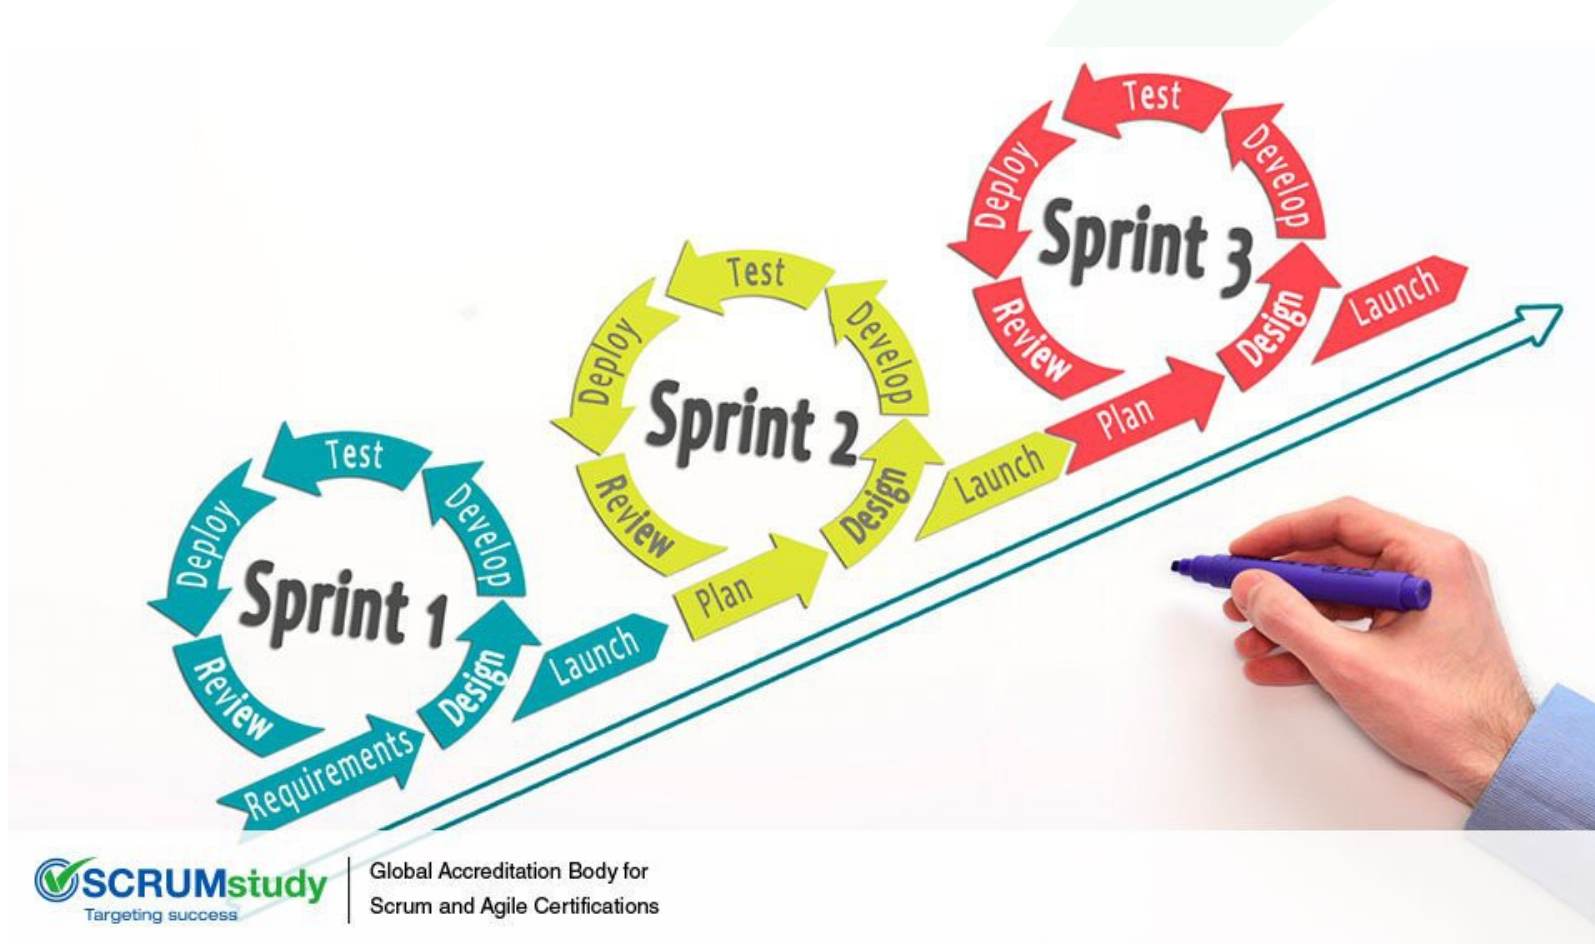 Test
Develop
Deploy
Sprint 3
Design
Review
Launch
Plan
Test
Develop
Deploy
Sprint 2
Design
Review
Launch
Plan
Test
Develop
Deploy
Sprint 1
Design
Review
Launch
Requirements
SCRUMstudy
Targeting success
Global Accreditation Body for
Scrum and Agile Certifications